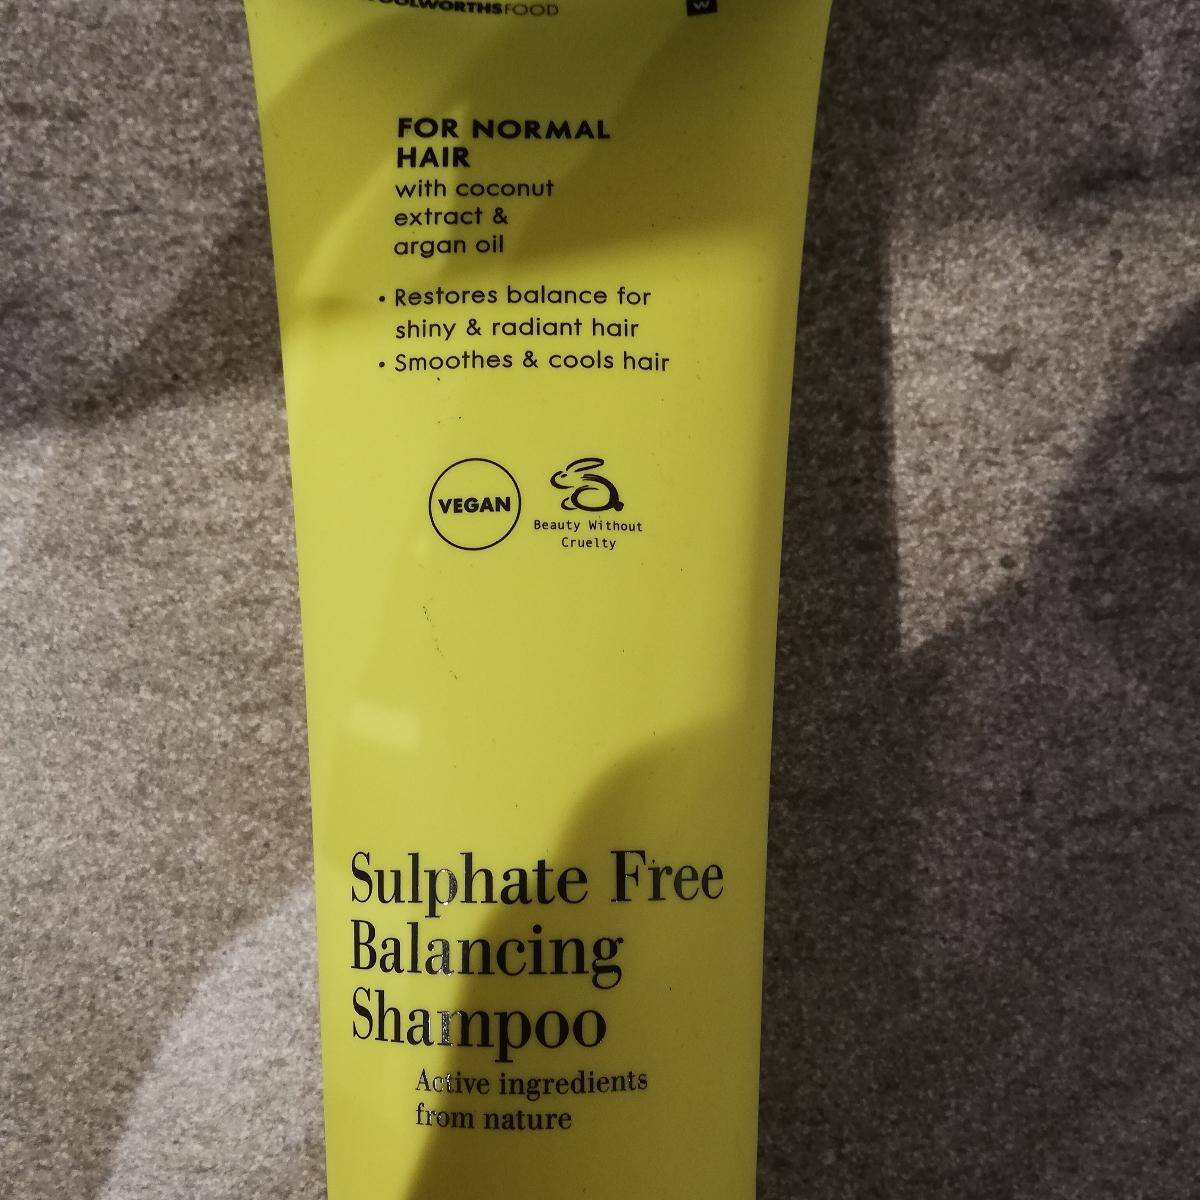 WOOLWORTHSFOOD
W
FOR NORMAL
HAIR
with coconut
extract &
argan oil
• Restores balance for
shiny & radiant hair
• Smoothes & cools hair
VEGAN
Beauty Without
Cruelty
Sulphate Free
Balancing
Shampoo
Active ingredients
from nature